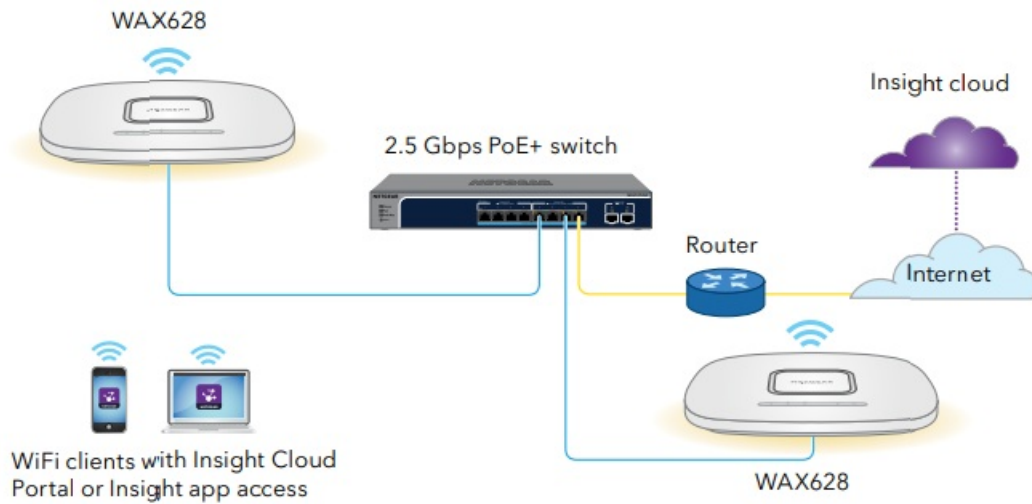 WAX628
Insight cloud
2.5 Gbps PoE+ switch
NETGEAR
Router
Internet
WiFi clients with Insight Cloud
Portal or Insight app access
WAX628